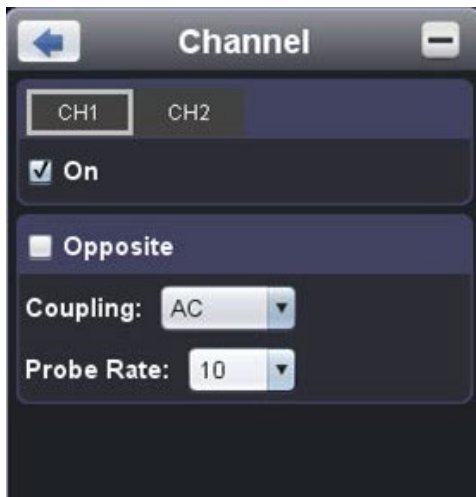 Channel
CH1 CH2
On
Opposite
Coupling: AC
Probe Rate: 10